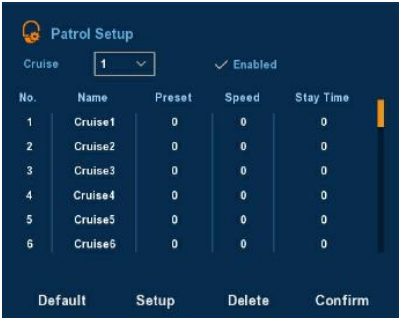 Patrol Setup
Cruise 1 Enabled
No. Name Preset Speed Stay Time
1 Cruise1 0 0 0
2 Cruise2 0 0 0
3 Cruise3 0 0 0
4 Cruise4 0 0 0
5 Cruise5 0 0 0
6 Cruise6 0 0 0
Default Setup Delete Confirm